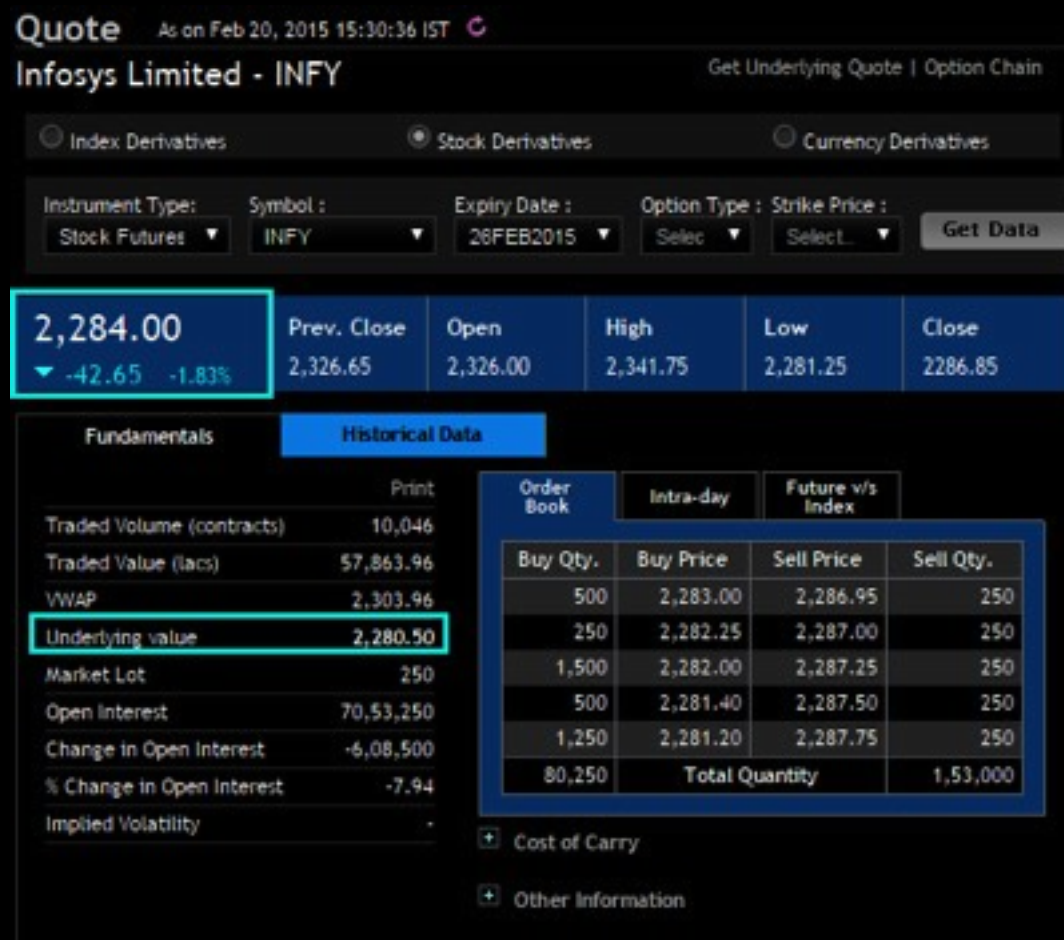 Quote As on Feb 20, 2015 15:30:36 IST
Infosys Limited - INFY Get Underlying Quote | Option Chain
Index Derivatives Stock Derivatives Currency Derivatives
Instrument Type: Symbol : Expiry Date : Option Type : Strike Price :
Stock Futures INFY 26FEB2015 Selec Select.. Get Data
2,284.00 Prev. Close Open High Low Close
-42.65 -1.83% 2,326.65 2,326.00 2,341.75 2,281.25 2286.85
Fundamentals Historical Data
Print
Traded Volume (contracts) 10,046
Traded Value (lacs) 57,863.96
VWAP 2,303.96
Underlying value 2,280.50
Market Lot 250
Open Interest 70,53,250
Change in Open Interest -6,08,500
% Change in Open Interest -7.94
Implied Volatility -
Order Book Intra-day Future v/s Index
Buy Qty. Buy Price Sell Price Sell Qty.
500 2,283.00 2,286.95 250
250 2,282.25 2,287.00 250
1,500 2,282.00 2,287.25 250
500 2,281.40 2,287.50 250
1,250 2,281.20 2,287.75 250
80,250 Total Quantity 1,53,000
Cost of Carry
Other Information